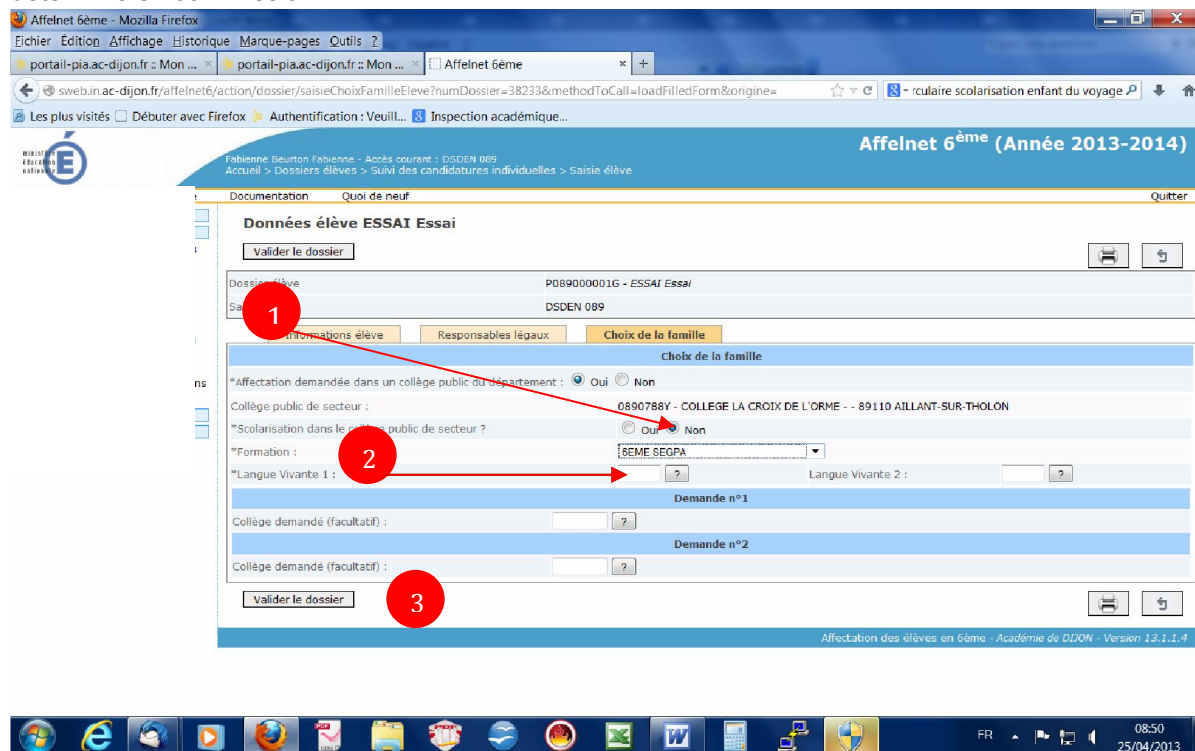 Affelnet 6ème - Mozilla Firefox
Fichier Édition Affichage Historique Marque-pages Outils ?
portail-pia.ac-dijon.fr :: Mon ... × portail-pia.ac-dijon.fr :: Mon ... × Affelnet 6ème × +
sweb.in.ac-dijon.fr/affelnet6/action/dossier/saisieChoixFamilleEleve?numDossier=38233&methodToCall=loadFilledForm&origine= rculaire scolarisation enfant du voyage
Les plus visités Débuter avec Firefox Authentification : Veuill... Inspection académique...
Affelnet 6ème (Année 2013-2014)
Fabienne Beurton Fabienne - Accès courant : DSDEN 089
Accueil > Dossiers élèves > Suivi des candidatures individuelles > Saisie élève
Documentation Quoi de neuf Quitter
Données élève ESSAI Essai
Valider le dossier
Dossier élève P089000001G - ESSAI Essai
DSDEN 089
1
Informations élève Responsables légaux Choix de la famille
Choix de la famille
*Affectation demandée dans un collège public du département : Oui Non
ns
Collège public de secteur : 0890788Y - COLLEGE LA CROIX DE L'ORME - - 89110 AILLANT-SUR-THOLON
*Scolarisation dans le collège public de secteur ? Oui Non
*Formation : 6EME SEGPA
2
*Langue Vivante 1 : ? Langue Vivante 2 : ?
Demande n°1
Collège demandé (facultatif) : ?
Demande n°2
Collège demandé (facultatif) : ?
Valider le dossier
3
Affectation des élèves en 6ème - Académie de DIJON - Version 13.1.1.4
FR
08:50
25/04/2013